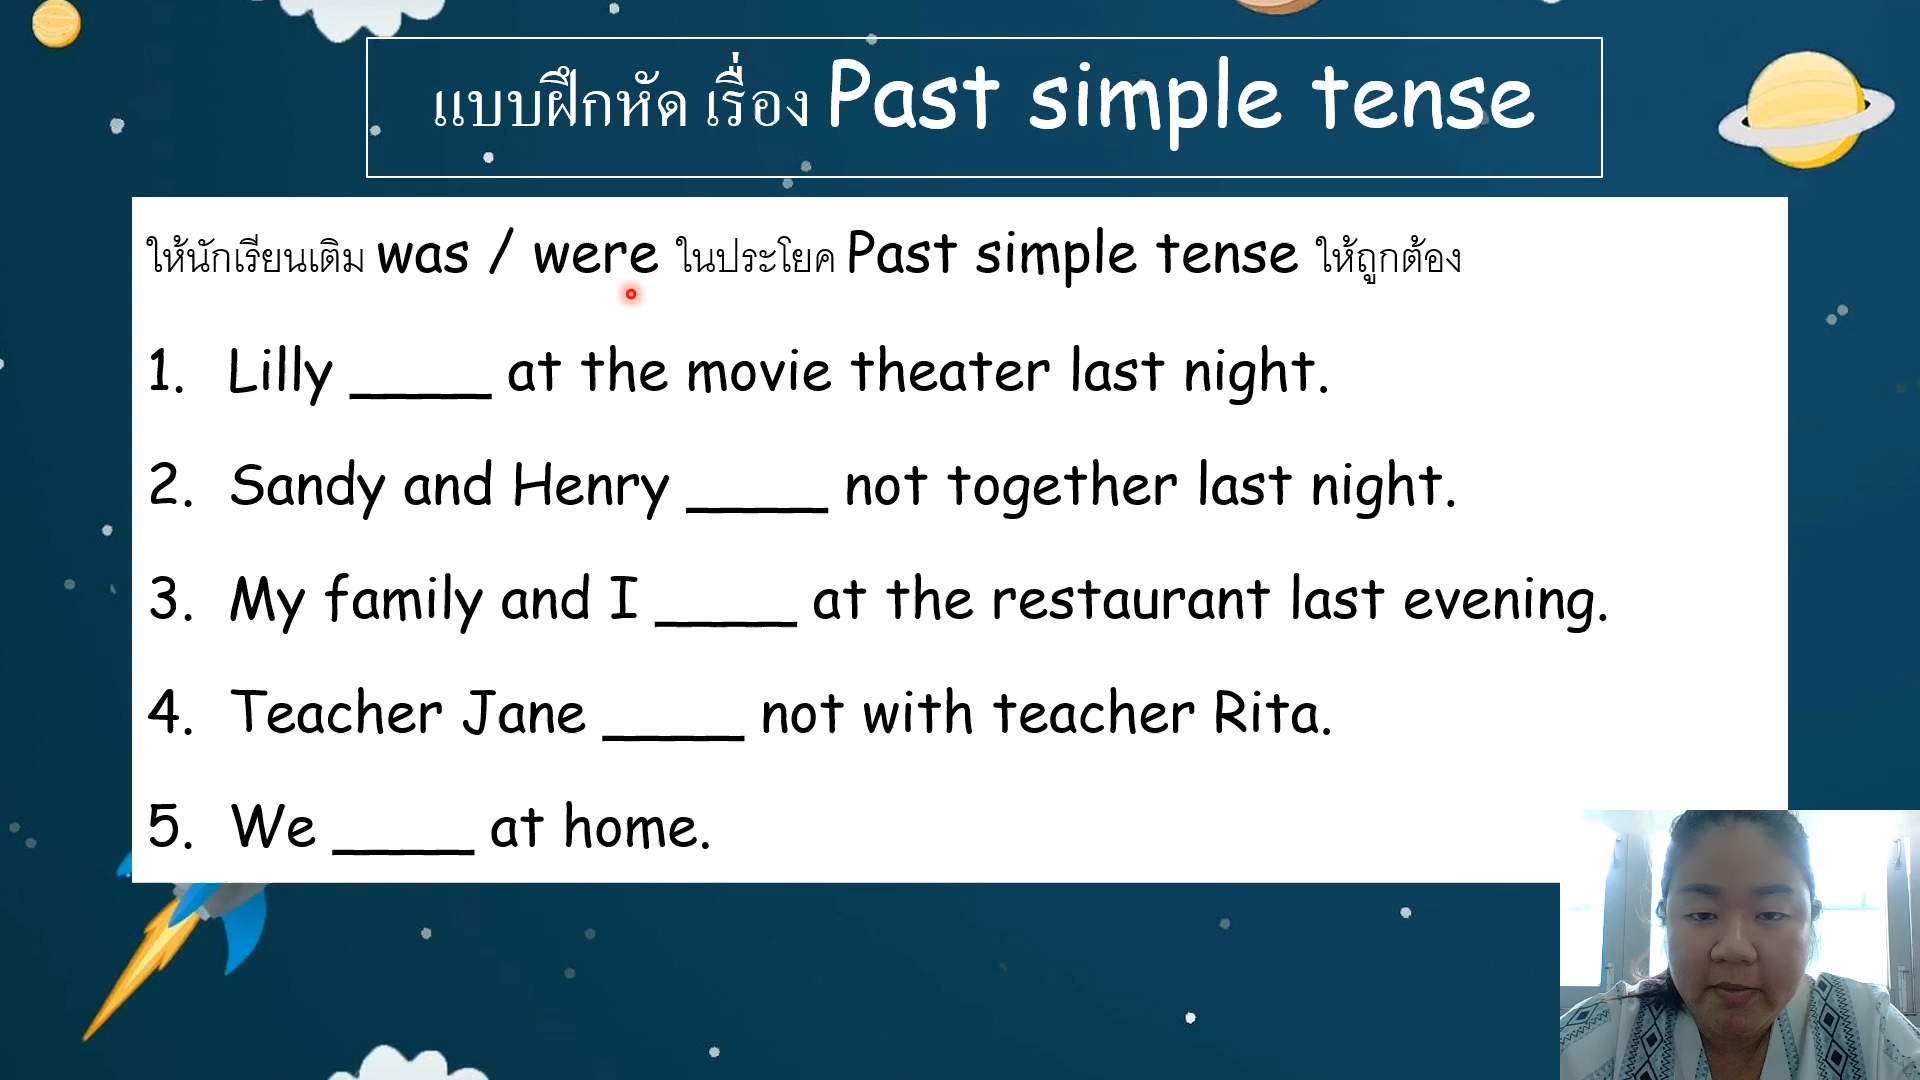 แบบฝึกหัด เรื่อง Past simple tense
ให้นักเรียนเติม was / were ในประโยค Past simple tense ให้ถูกต้อง
1. Lilly ____ at the movie theater last night.
2. Sandy and Henry ____ not together last night.
3. My family and I ____ at the restaurant last evening.
4. Teacher Jane ____ not with teacher Rita.
5. We ____ at home.